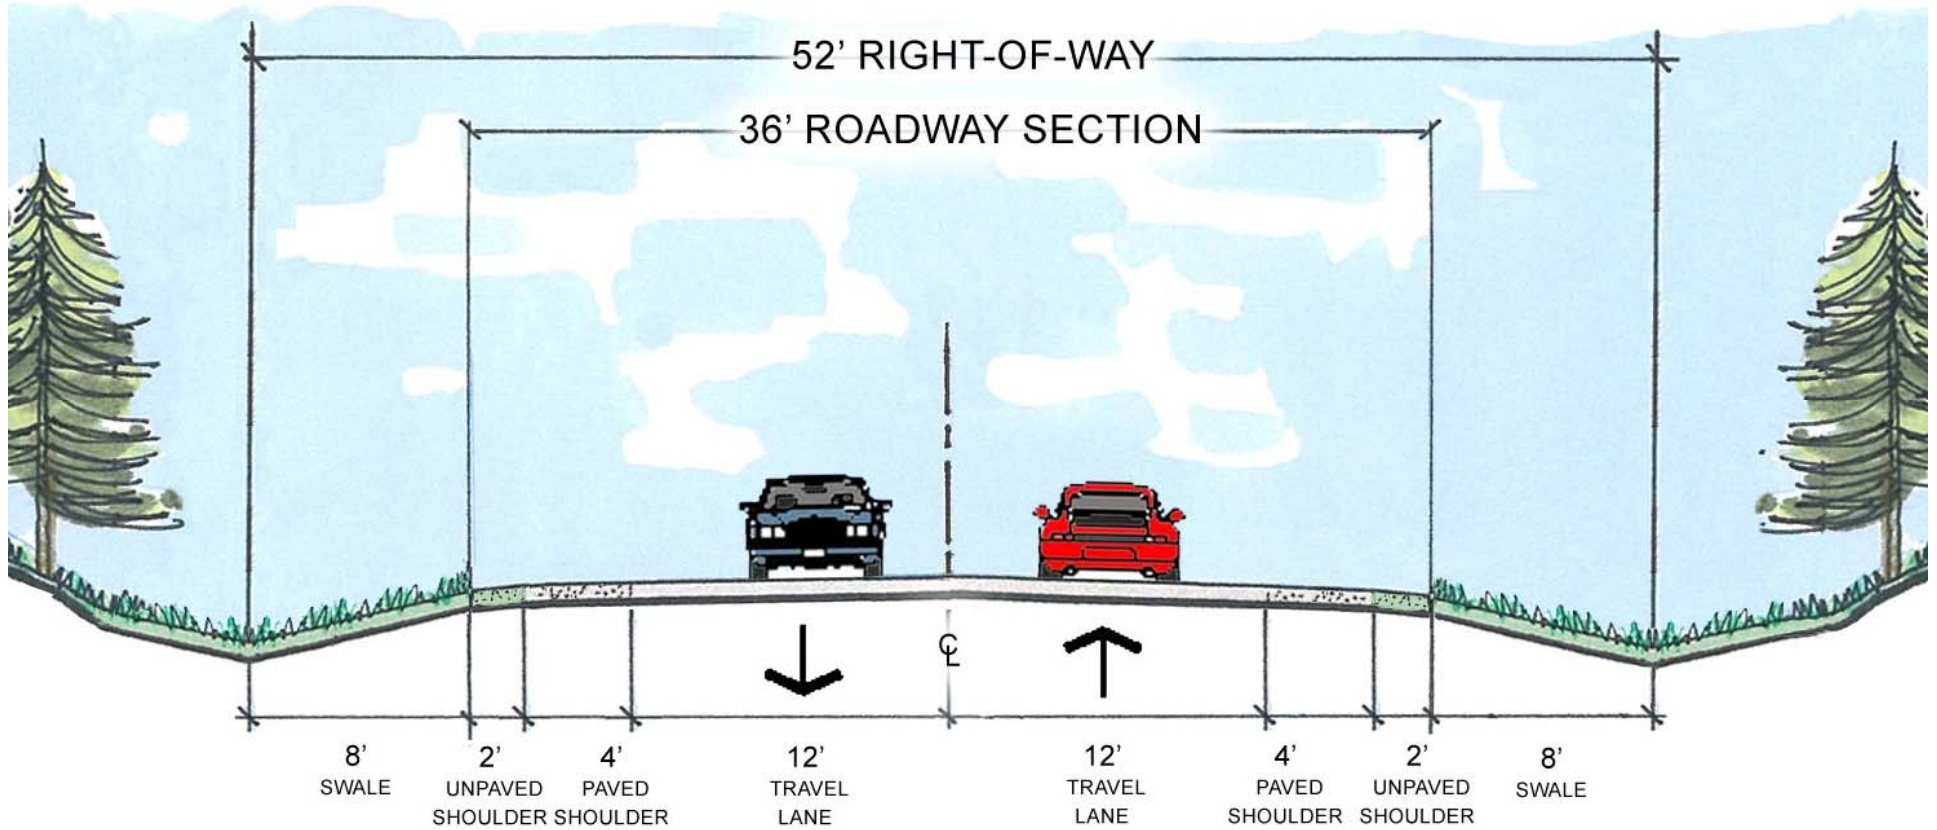 52’ RIGHT-OF-WAY
36’ ROADWAY SECTION
℄
8’
SWALE
2’
UNPAVED
SHOULDER
4’
PAVED
SHOULDER
12’
TRAVEL
LANE
12’
TRAVEL
LANE
4’
PAVED
SHOULDER
2’
UNPAVED
SHOULDER
8’
SWALE